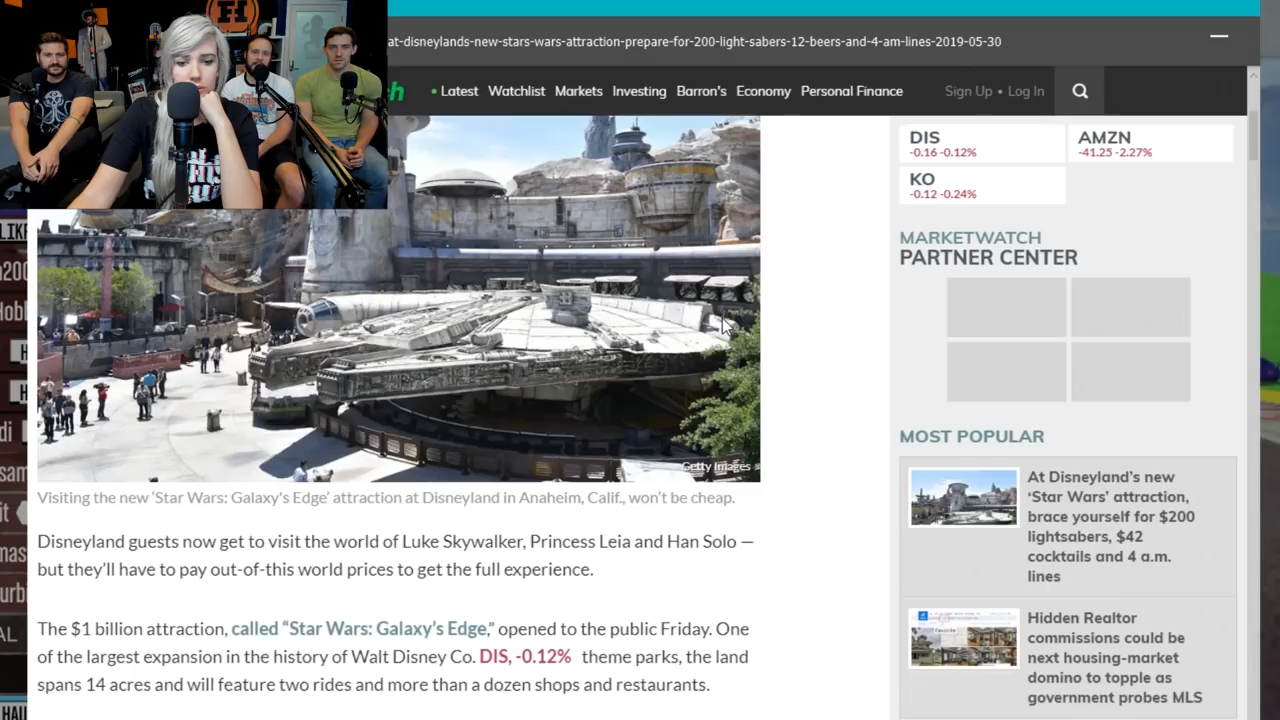 at-disneylands-new-stars-wars-attraction-prepare-for-200-light-sabers-12-beers-and-4-am-lines-2019-05-30
Latest Watchlist Markets Investing Barron's Economy Personal Finance Sign Up • Log In
DIS
-0.16 -0.12%
AMZN
-41.25 -2.27%
KO
-0.12 -0.24%
MARKETWATCH
PARTNER CENTER
Getty Images
Visiting the new ‘Star Wars: Galaxy's Edge’ attraction at Disneyland in Anaheim, Calif., won’t be cheap.
Disneyland guests now get to visit the world of Luke Skywalker, Princess Leia and Han Solo —
but they’ll have to pay out-of-this world prices to get the full experience.
The $1 billion attraction, called “Star Wars: Galaxy’s Edge,” opened to the public Friday. One
of the largest expansion in the history of Walt Disney Co. DIS, -0.12% theme parks, the land
spans 14 acres and will feature two rides and more than a dozen shops and restaurants.
MOST POPULAR
At Disneyland’s new
‘Star Wars’ attraction,
brace yourself for $200
lightsabers, $42
cocktails and 4 a.m.
lines
Hidden Realtor
commissions could be
next housing-market
domino to topple as
government probes MLS